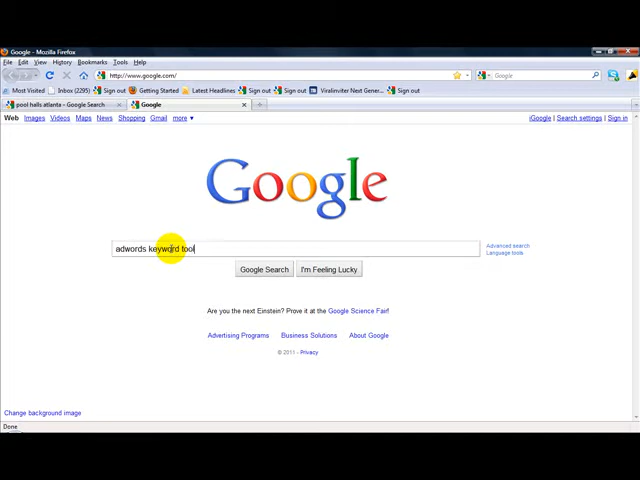 Google - Mozilla Firefox
File Edit View History Bookmarks Tools Help
http://www.google.com/ Google
Most Visited Inbox (2295) Sign out Getting Started Latest Headlines Sign out Sign out Viralinviter Next Gener... Sign out
pool halls atlanta - Google Search Google
Web Images Videos Maps News Shopping Gmail more ▼ iGoogle | Search settings | Sign in
Google
adwords keyword tool
Advanced search
Language tools
Google Search I'm Feeling Lucky
Are you the next Einstein? Prove it at the Google Science Fair!
Advertising Programs Business Solutions About Google
© 2011 - Privacy
Change background image
Done